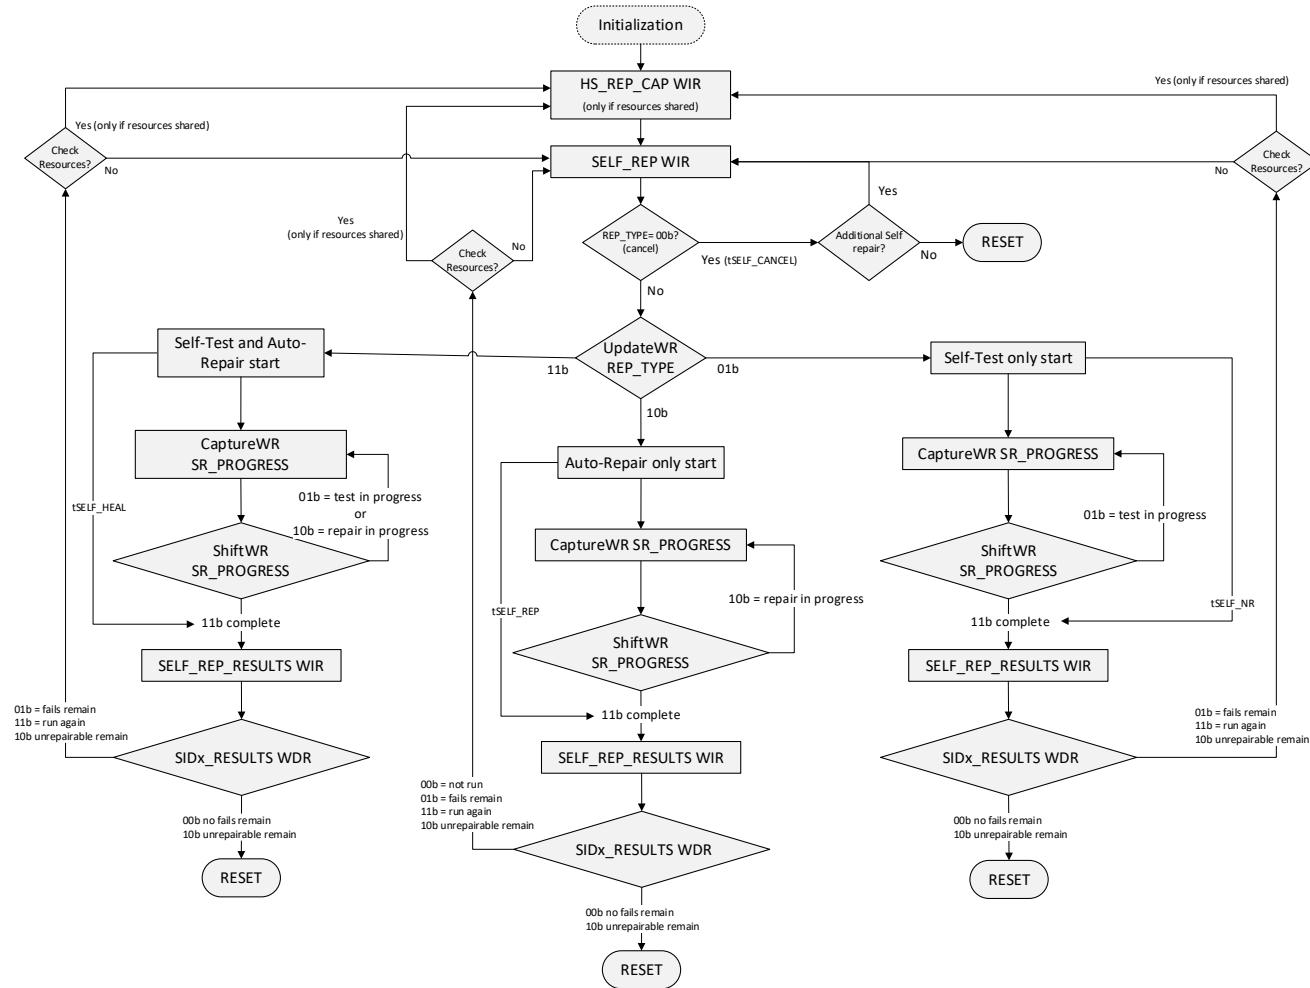 Initialization
HS_REP_CAP WIR
(only if resources shared)
Yes (only if resources shared)
Yes (only if resources shared)
Check
Resources?
No
SELF_REP WIR
Check
Resources?
No
Yes
Yes
(only if resources shared)
Check
Resources?
No
REP_TYPE= 00b?
(cancel)
Yes (tSELF_CANCEL)
Additional Self
repair?
No
RESET
No
Self-Test and Auto-
Repair start
UpdateWR
REP_TYPE
11b
01b
10b
Self-Test only start
CaptureWR
SR_PROGRESS
01b = test in progress
or
10b = repair in progress
tSELF_HEAL
ShiftWR
SR_PROGRESS
11b complete
SELF_REP_RESULTS WIR
01b = fails remain
11b = run again
10b unrepairable remain
SIDx_RESULTS WDR
00b no fails remain
10b unrepairable remain
RESET
Auto-Repair only start
CaptureWR SR_PROGRESS
10b = repair in progress
tSELF_REP
ShiftWR
SR_PROGRESS
11b complete
SELF_REP_RESULTS WIR
00b = not run
01b = fails remain
11b = run again
10b unrepairable remain
SIDx_RESULTS WDR
00b no fails remain
10b unrepairable remain
RESET
CaptureWR SR_PROGRESS
01b = test in progress
ShiftWR
SR_PROGRESS
tSELF_NR
11b complete
SELF_REP_RESULTS WIR
01b = fails remain
11b = run again
10b unrepairable remain
SIDx_RESULTS WDR
00b no fails remain
10b unrepairable remain
RESET